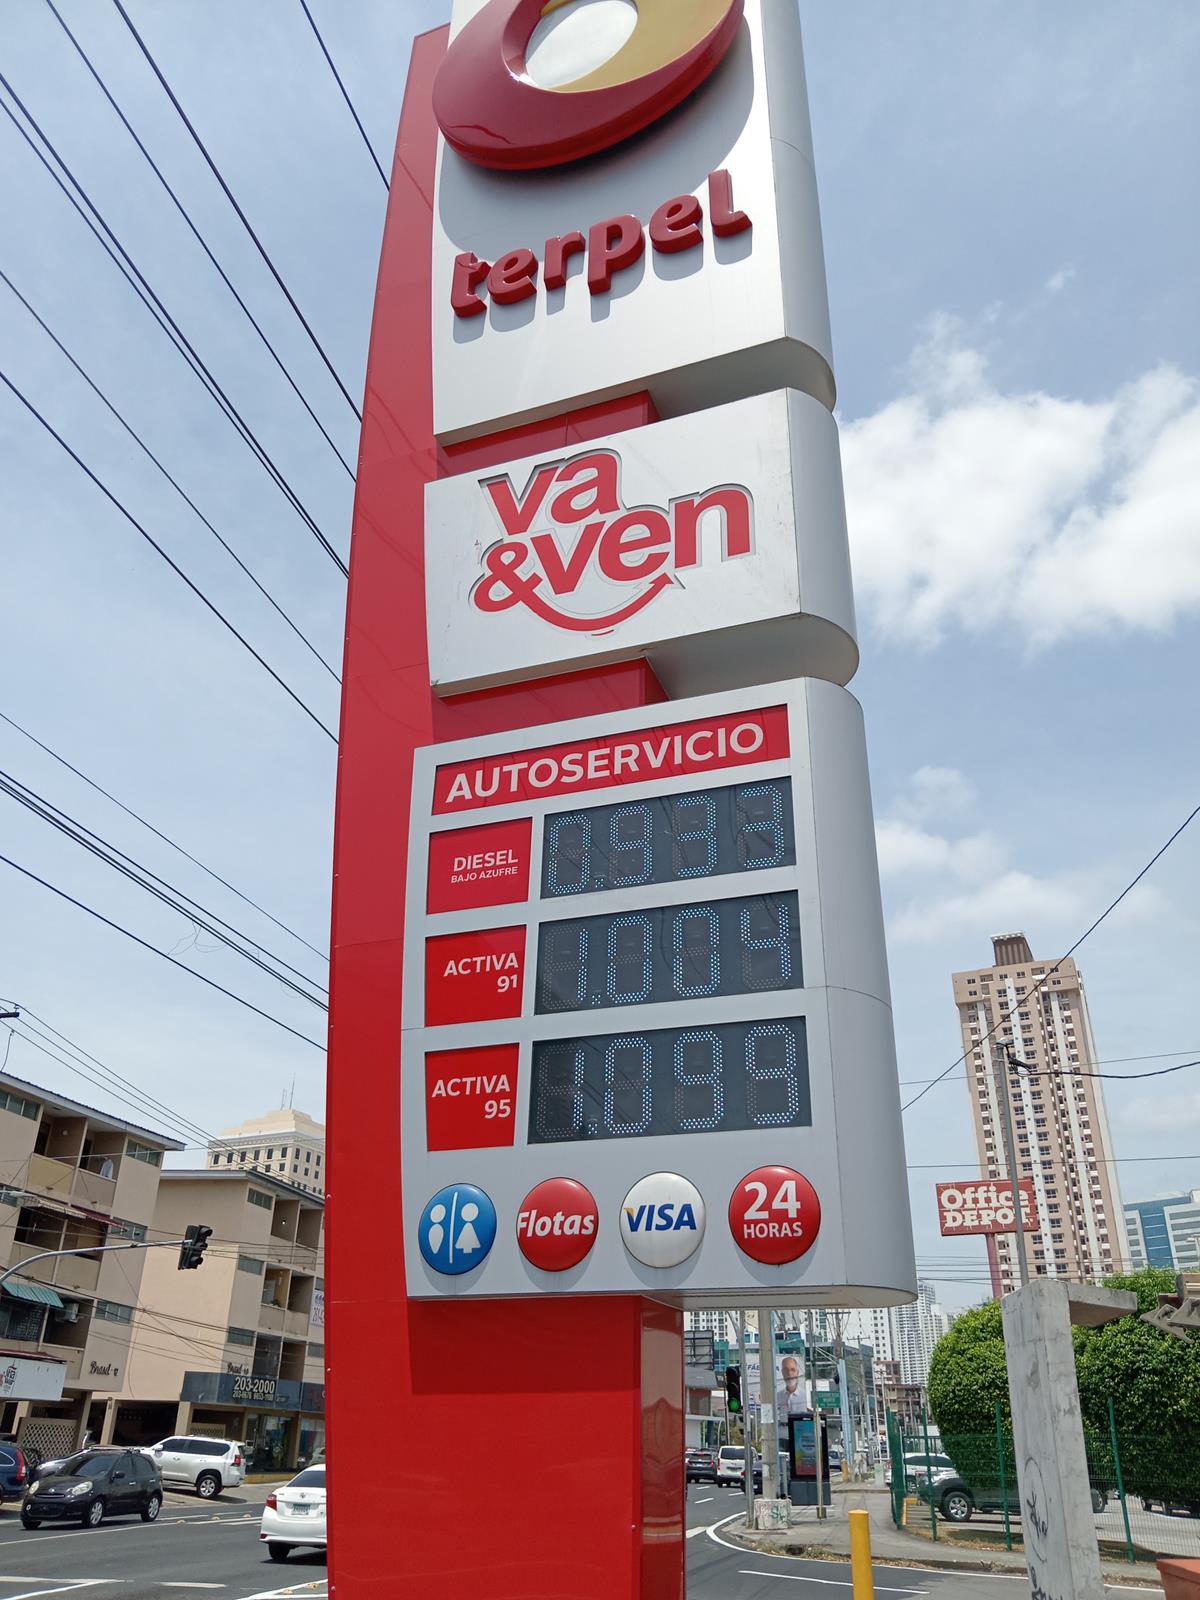 terpel
va
&ven
AUTOSERVICIO
DIESEL
BAJO AZUFRE
0.933
ACTIVA
91
1.004
ACTIVA
95
1.099
Flotas
VISA
24
HORAS
Office
DEPOT
203-2000